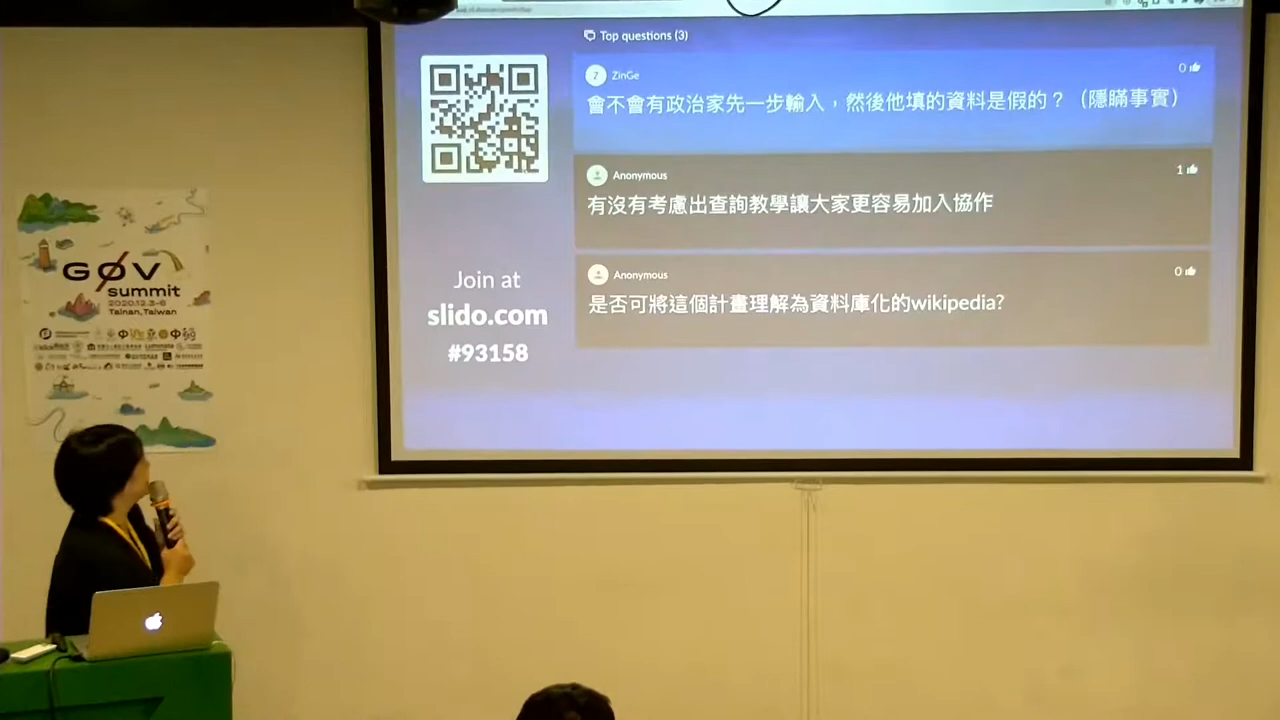 Top questions (3)
Z
ZinGe
0
會不會有政治家先一步輸入，然後他填的資料是假的？（隱瞞事實）
Anonymous
1
有沒有考慮出查詢教學讓大家更容易加入協作
Anonymous
0
是否可將這個計畫理解為資料庫化的wikipedia?
Join at
slido.com
#93158
GØV
summit
2020.12.3-6
Tainan, Taiwan